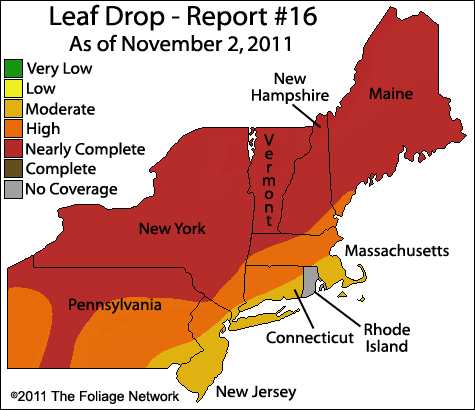 Leaf Drop - Report #16
As of November 2, 2011
Very Low
Low
Moderate
High
Nearly Complete
Complete
No Coverage
New
Hampshire
Maine
Vermont
New York
Massachusetts
Pennsylvania
Connecticut
Rhode
Island
New Jersey
©2011 The Foliage Network